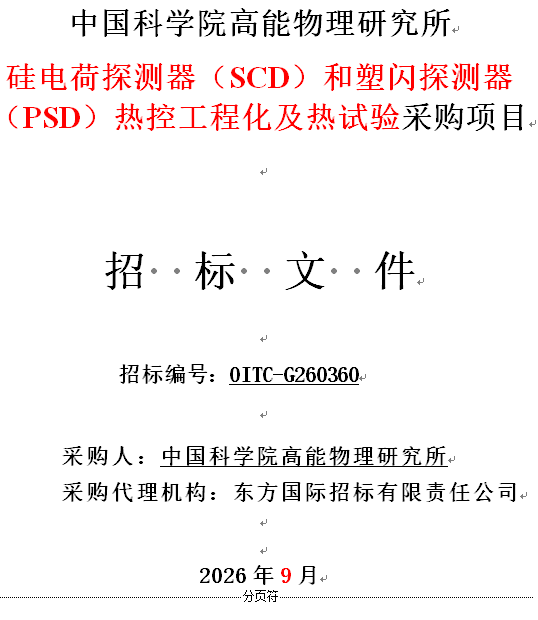 中国科学院高能物理研究所
硅电荷探测器（SCD）和塑闪探测器
（PSD）热控工程化及热试验采购项目
招 标 文 件
招标编号：OITC-G260360
采购人：中国科学院高能物理研究所
采购代理机构：东方国际招标有限责任公司
2026 年 9 月
分页符